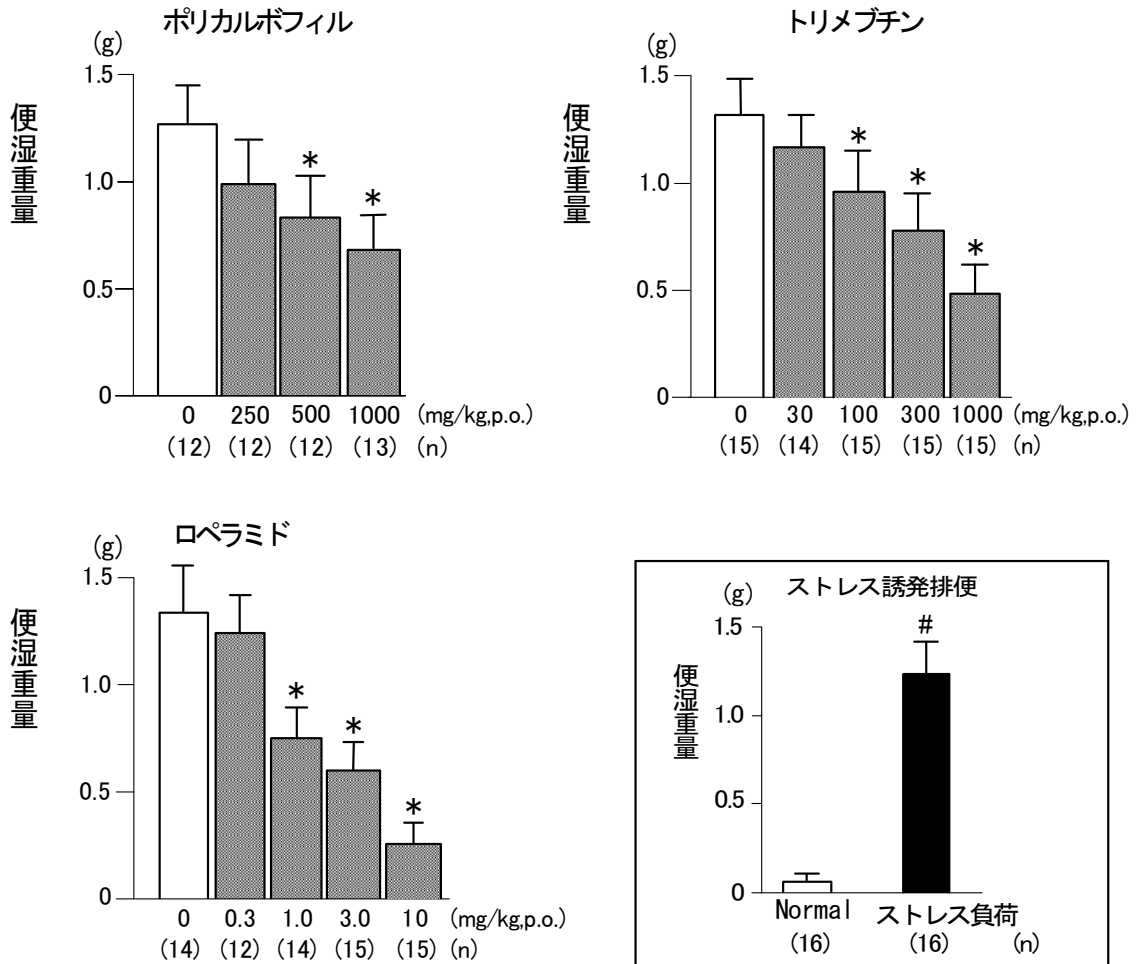 ポリカルボフィル
(g)
便湿重量
1.5
1.0
0.5
0
*
*
0 250 500 1000 (mg/kg,p.o.)
(12) (12) (12) (13) (n)
トリメブチン
(g)
便湿重量
1.5
1.0
0.5
0
*
*
*
0 30 100 300 1000 (mg/kg,p.o.)
(15) (14) (15) (15) (15) (n)
ロペラミド
(g)
便湿重量
1.5
1.0
0.5
0
*
*
*
0 0.3 1.0 3.0 10 (mg/kg,p.o.)
(14) (12) (14) (15) (15) (n)
ストレス誘発排便
(g)
便湿重量
1.5
1.0
0.5
0
#
Normal ストレス負荷
(16) (16) (n)